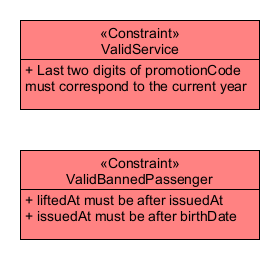 «Constraint»
ValidService
+ Last two digits of promotionCode
must correspond to the current year
«Constraint»
ValidBannedPassenger
+ liftedAt must be after issuedAt
+ issuedAt must be after birthDate